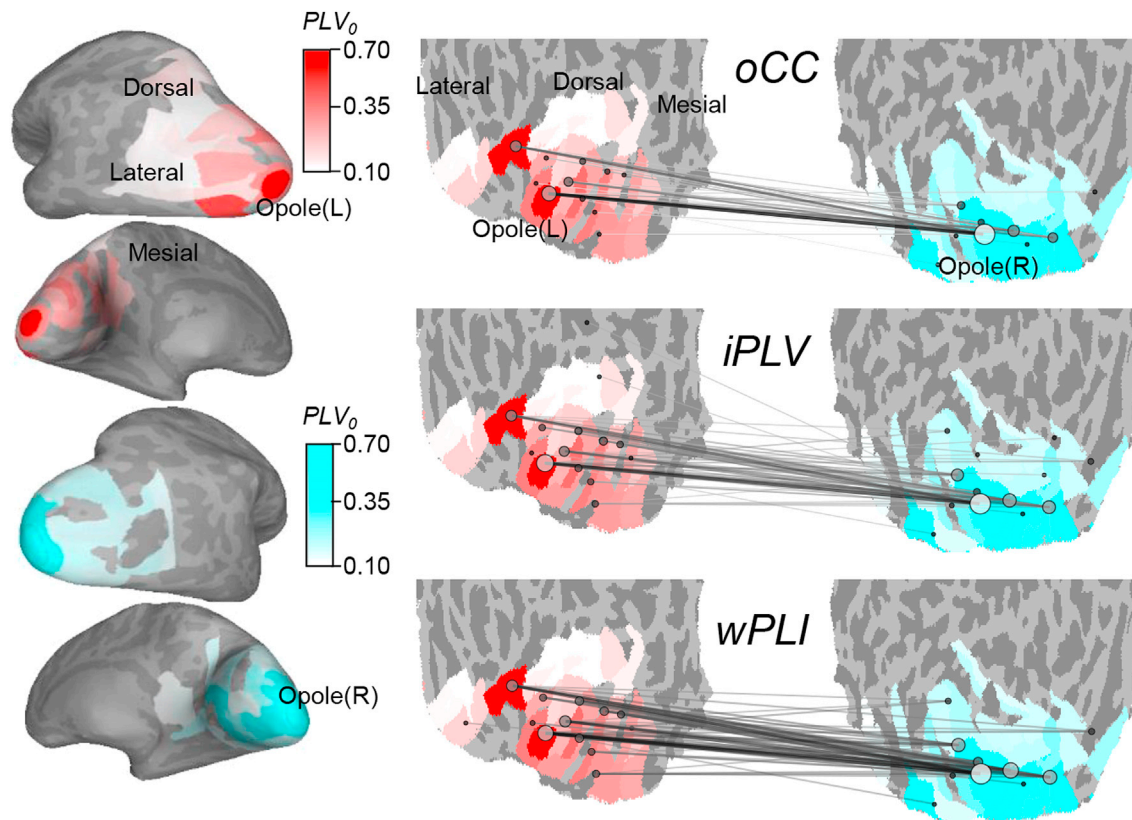 PLV0
0.70
0.35
0.10
Dorsal
Lateral
Opole(L)
Mesial
PLV0
0.70
0.35
0.10
Opole(R)
oCC
Lateral
Dorsal
Mesial
Opole(L)
Opole(R)
iPLV
wPLI